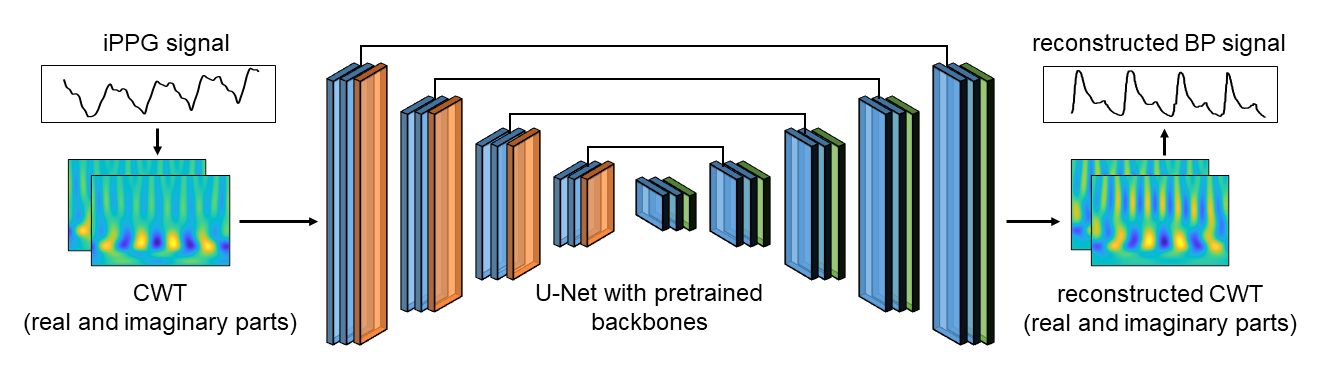 iPPG signal
CWT
(real and imaginary parts)
U-Net with pretrained
backbones
reconstructed BP signal
reconstructed CWT
(real and imaginary parts)